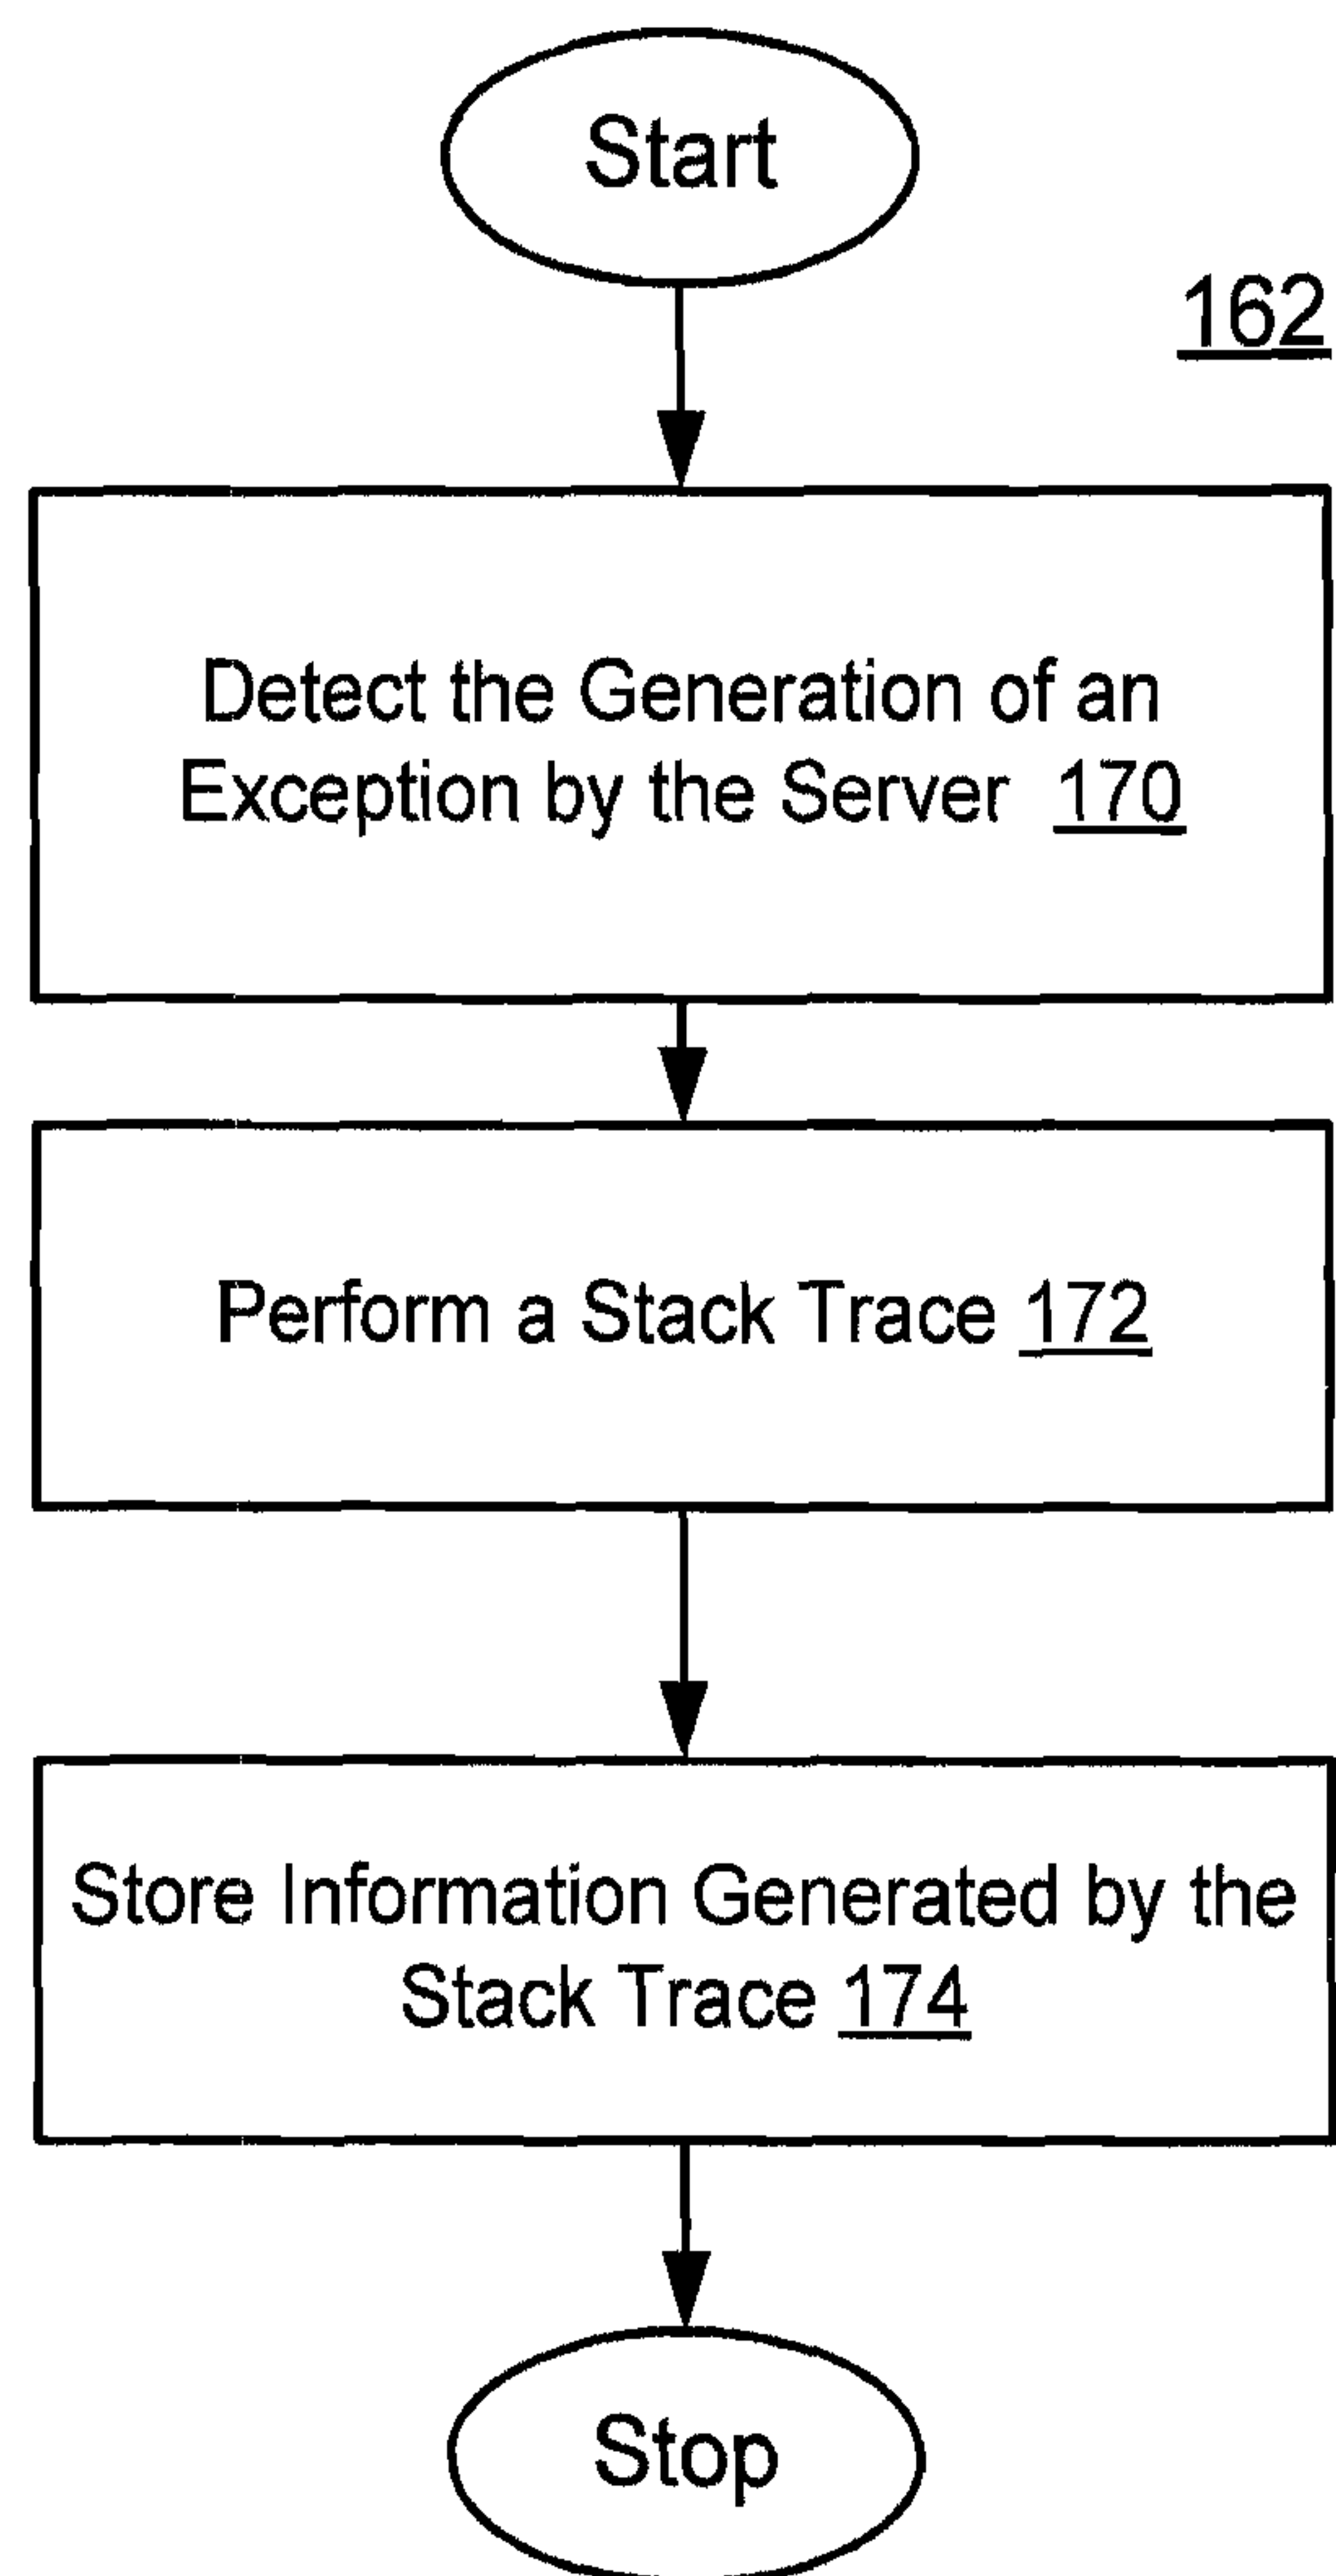 Start
162
Detect the Generation of an
Exception by the Server 170
Perform a Stack Trace 172
Store Information Generated by the
Stack Trace 174
Stop